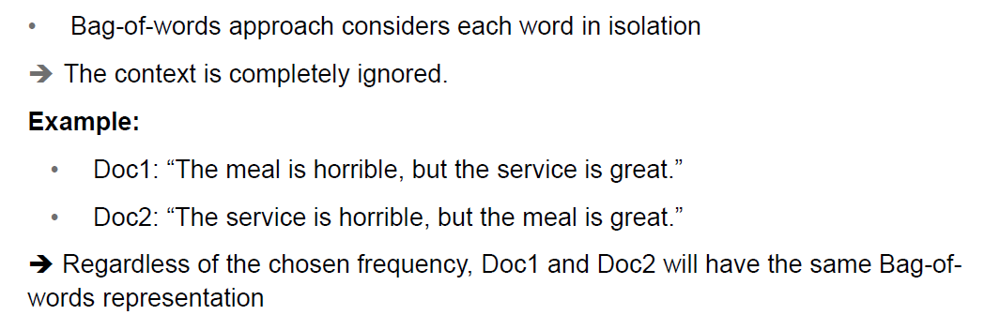 • Bag-of-words approach considers each word in isolation
➔ The context is completely ignored.
Example:
• Doc1: “The meal is horrible, but the service is great.”
• Doc2: “The service is horrible, but the meal is great.”
➔ Regardless of the chosen frequency, Doc1 and Doc2 will have the same Bag-of-
words representation